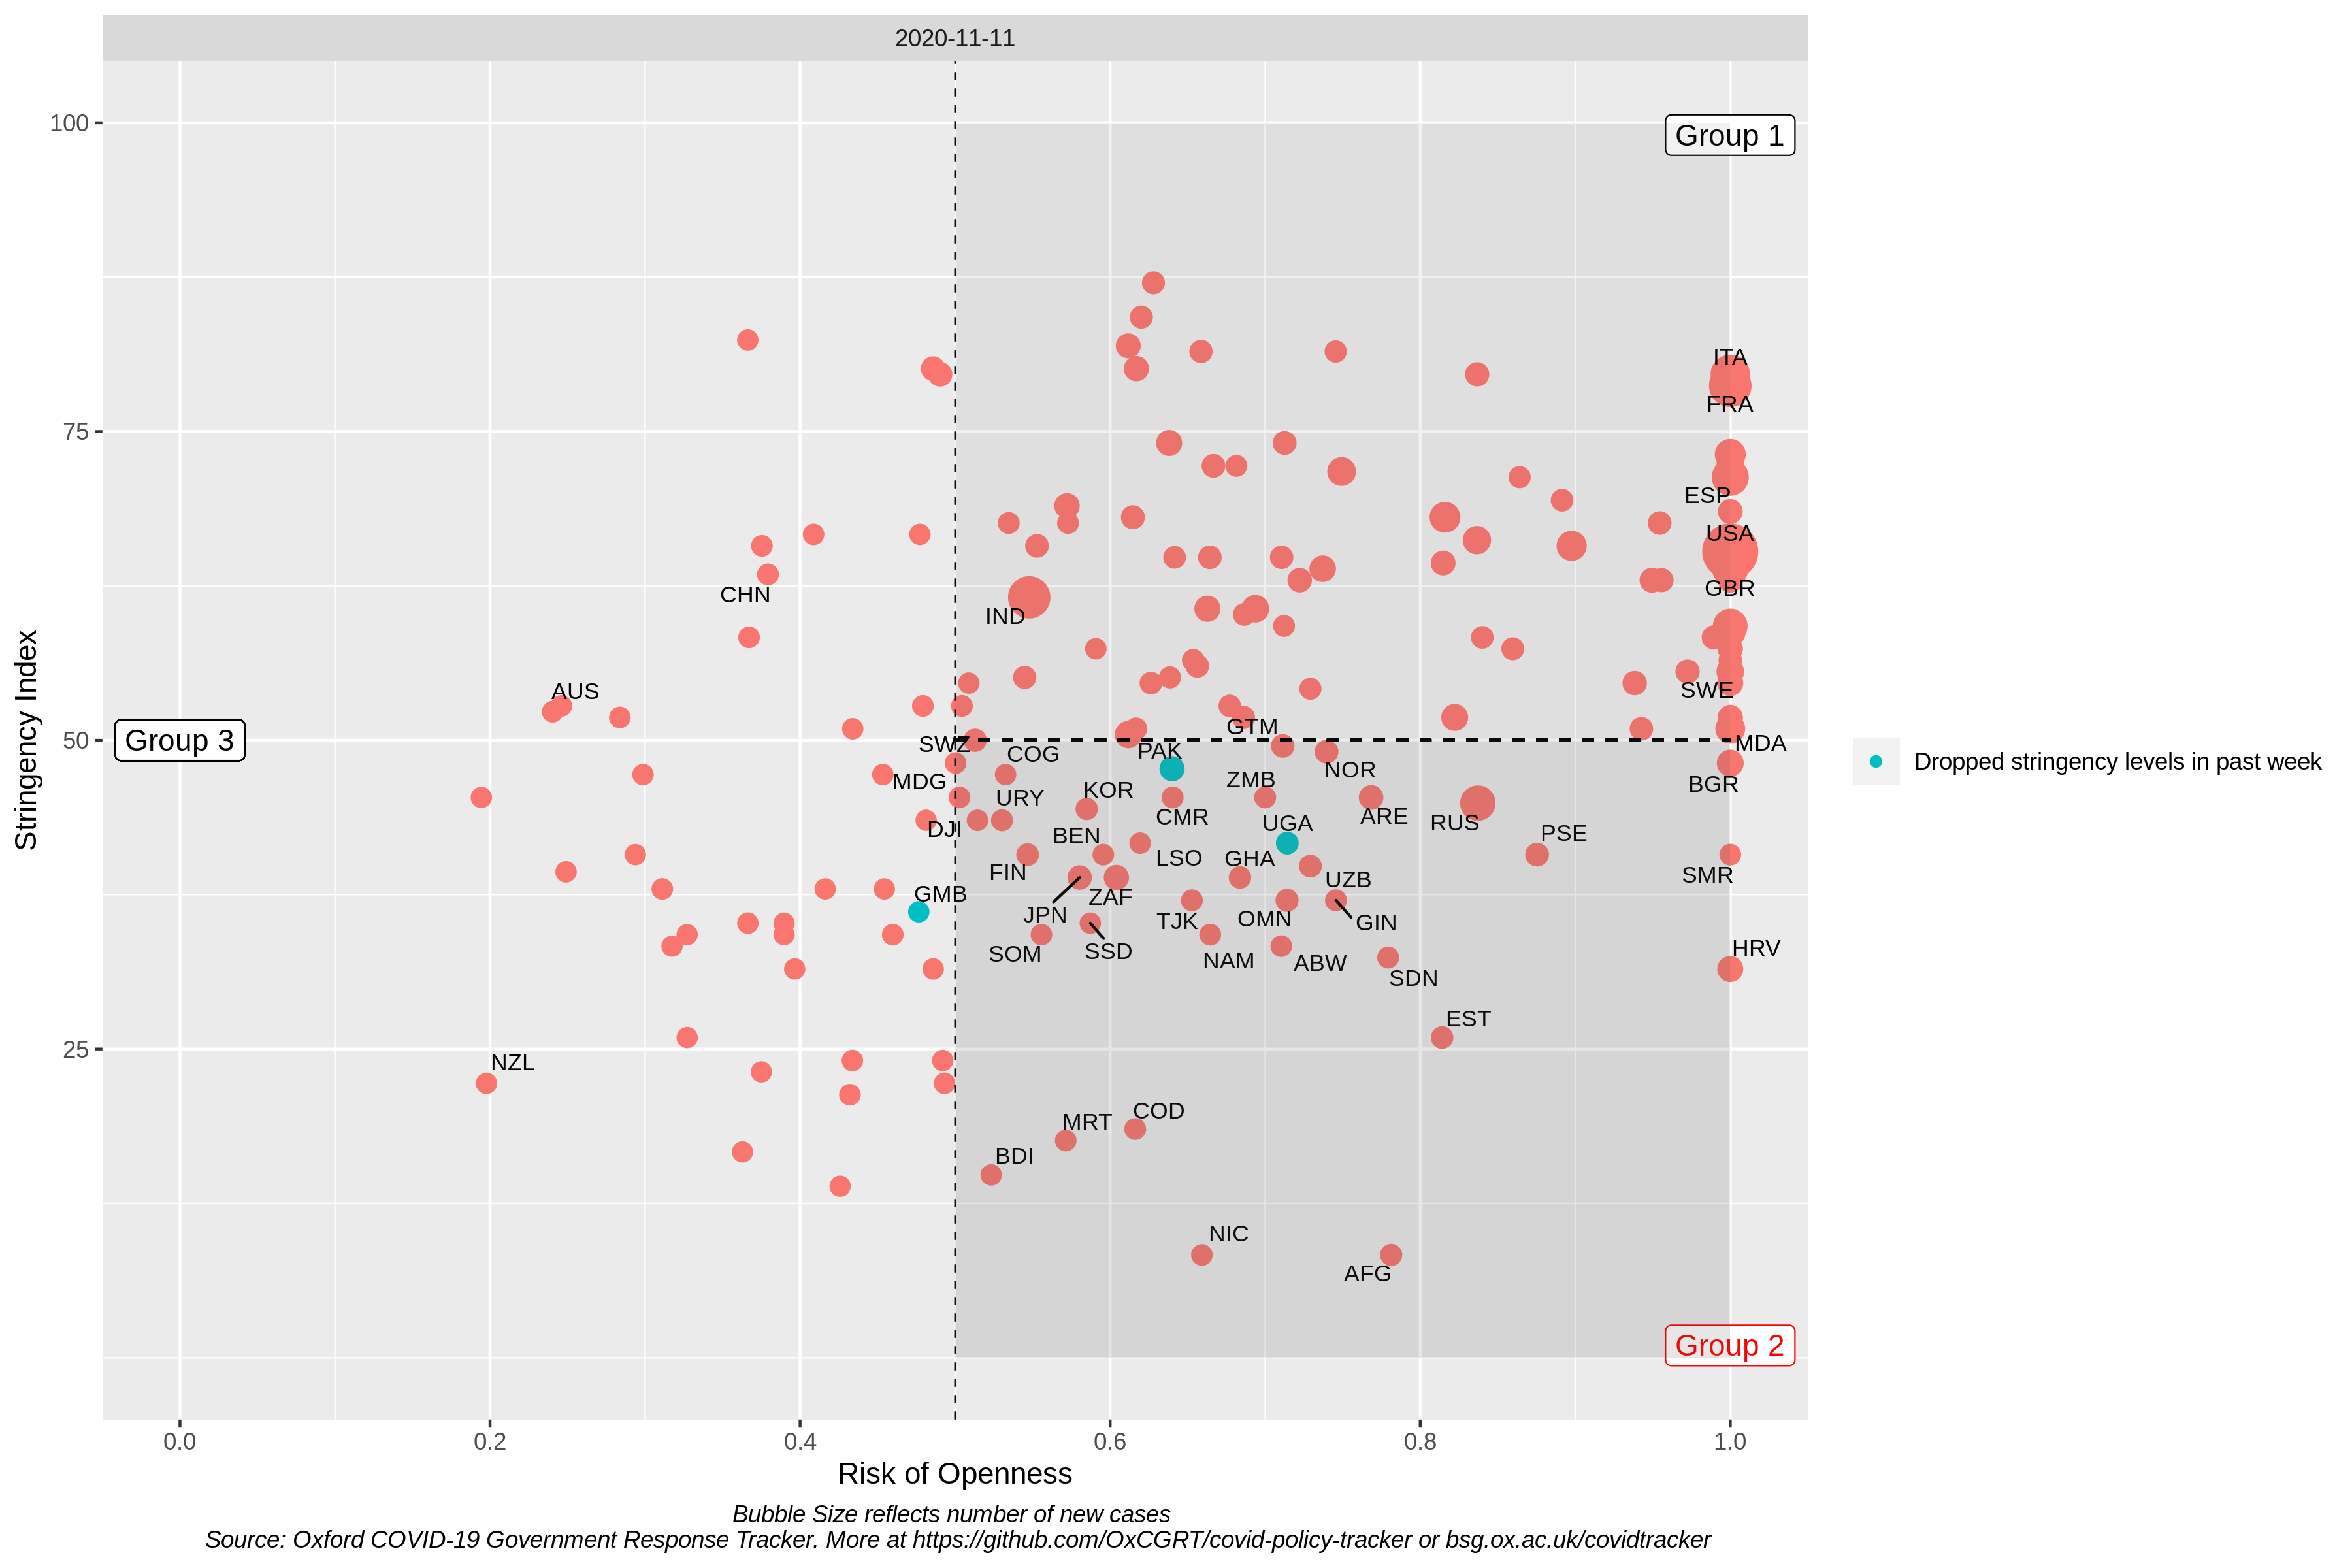 2020-11-11
100
Group 1
ITA
FRA
75
ESP
USA
CHN
GBR
IND
AUS
SWE
GTM
Group 3
50
SWZ
COG
PAK
MDA
MDG
NOR
BGR
URY
KOR
ZMB
Dropped stringency levels in past week
DJI
BEN
CMR
UGA
ARE
RUS
PSE
FIN
LSO
GHA
SMR
GMB
ZAF
UZB
JPN
TJK
OMN
GIN
SOM
SSD
NAM
ABW
HRV
SDN
EST
25
NZL
MRT
COD
BDI
NIC
AFG
Group 2
Stringency Index
0.0
0.2
0.4
0.6
0.8
1.0
Risk of Openness
Bubble Size reflects number of new cases
Source: Oxford COVID-19 Government Response Tracker. More at https://github.com/OxCGRT/covid-policy-tracker or bsg.ox.ac.uk/covidtracker